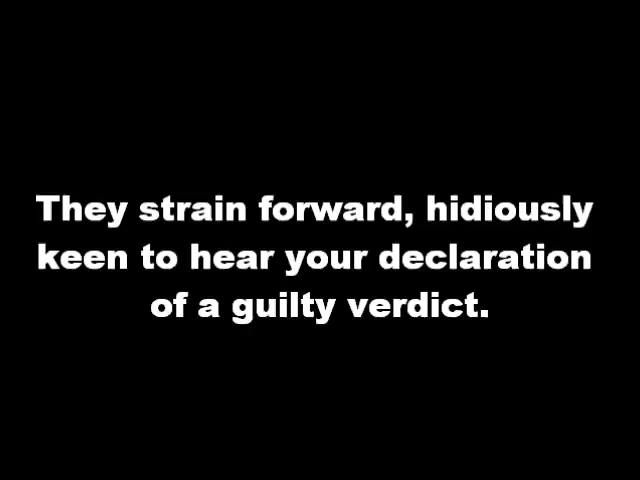 They strain forward, hidiously
keen to hear your declaration
of a guilty verdict.